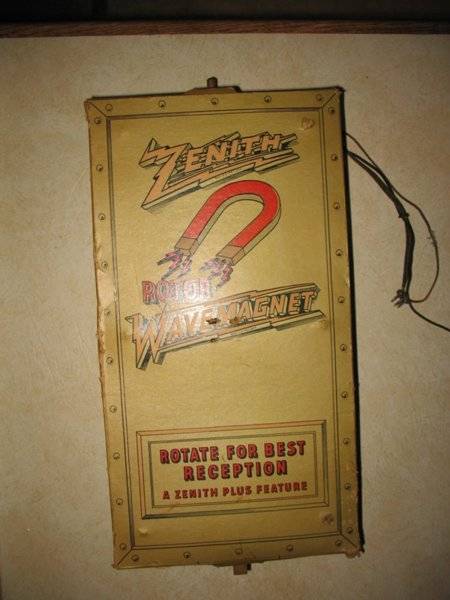 ZENITH
ROTOR
WAVEMAGNET
ROTATE FOR BEST
RECEPTION
A ZENITH PLUS FEATURE